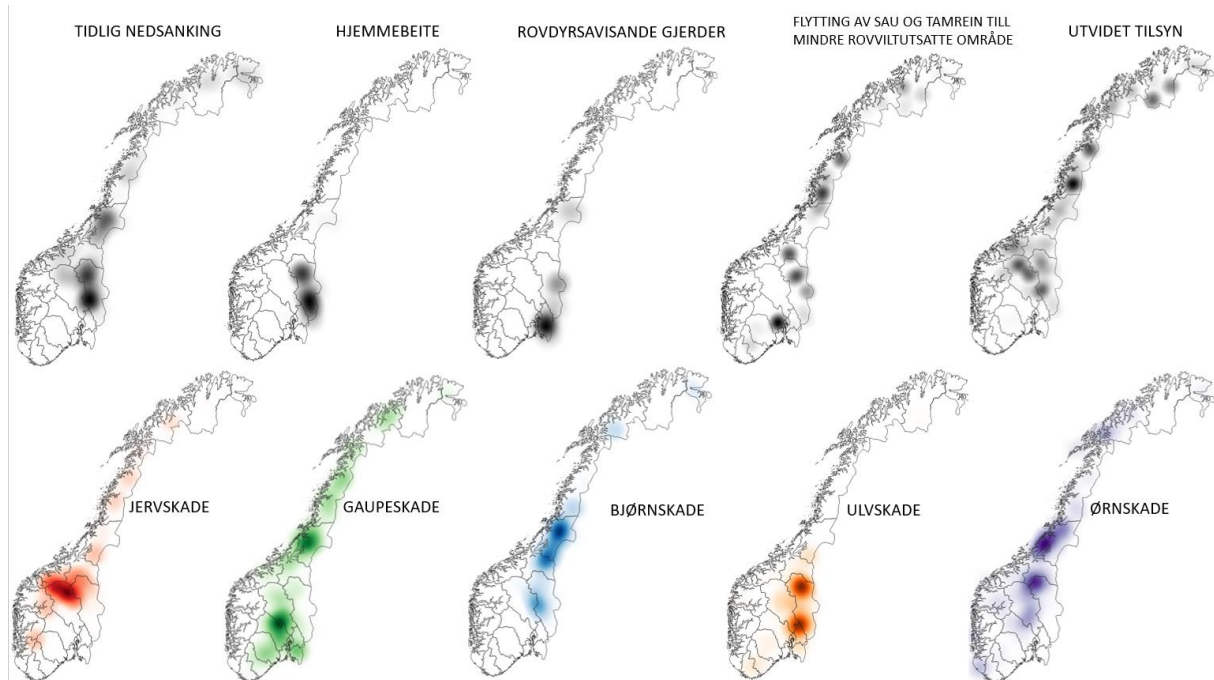 TIDLIG NEDSANKING
HJEMMEBEITE
ROVDYRSAVISANDE GJERDER
FLYTTING AV SAU OG TAMREIN TILL
MINDRE ROVVILTUTSATTE OMRÅDE
UTVIDET TILSYN
JERVSKADE
GAUPESKADE
BJØRNSKADE
ULVSKADE
ØRNSKADE